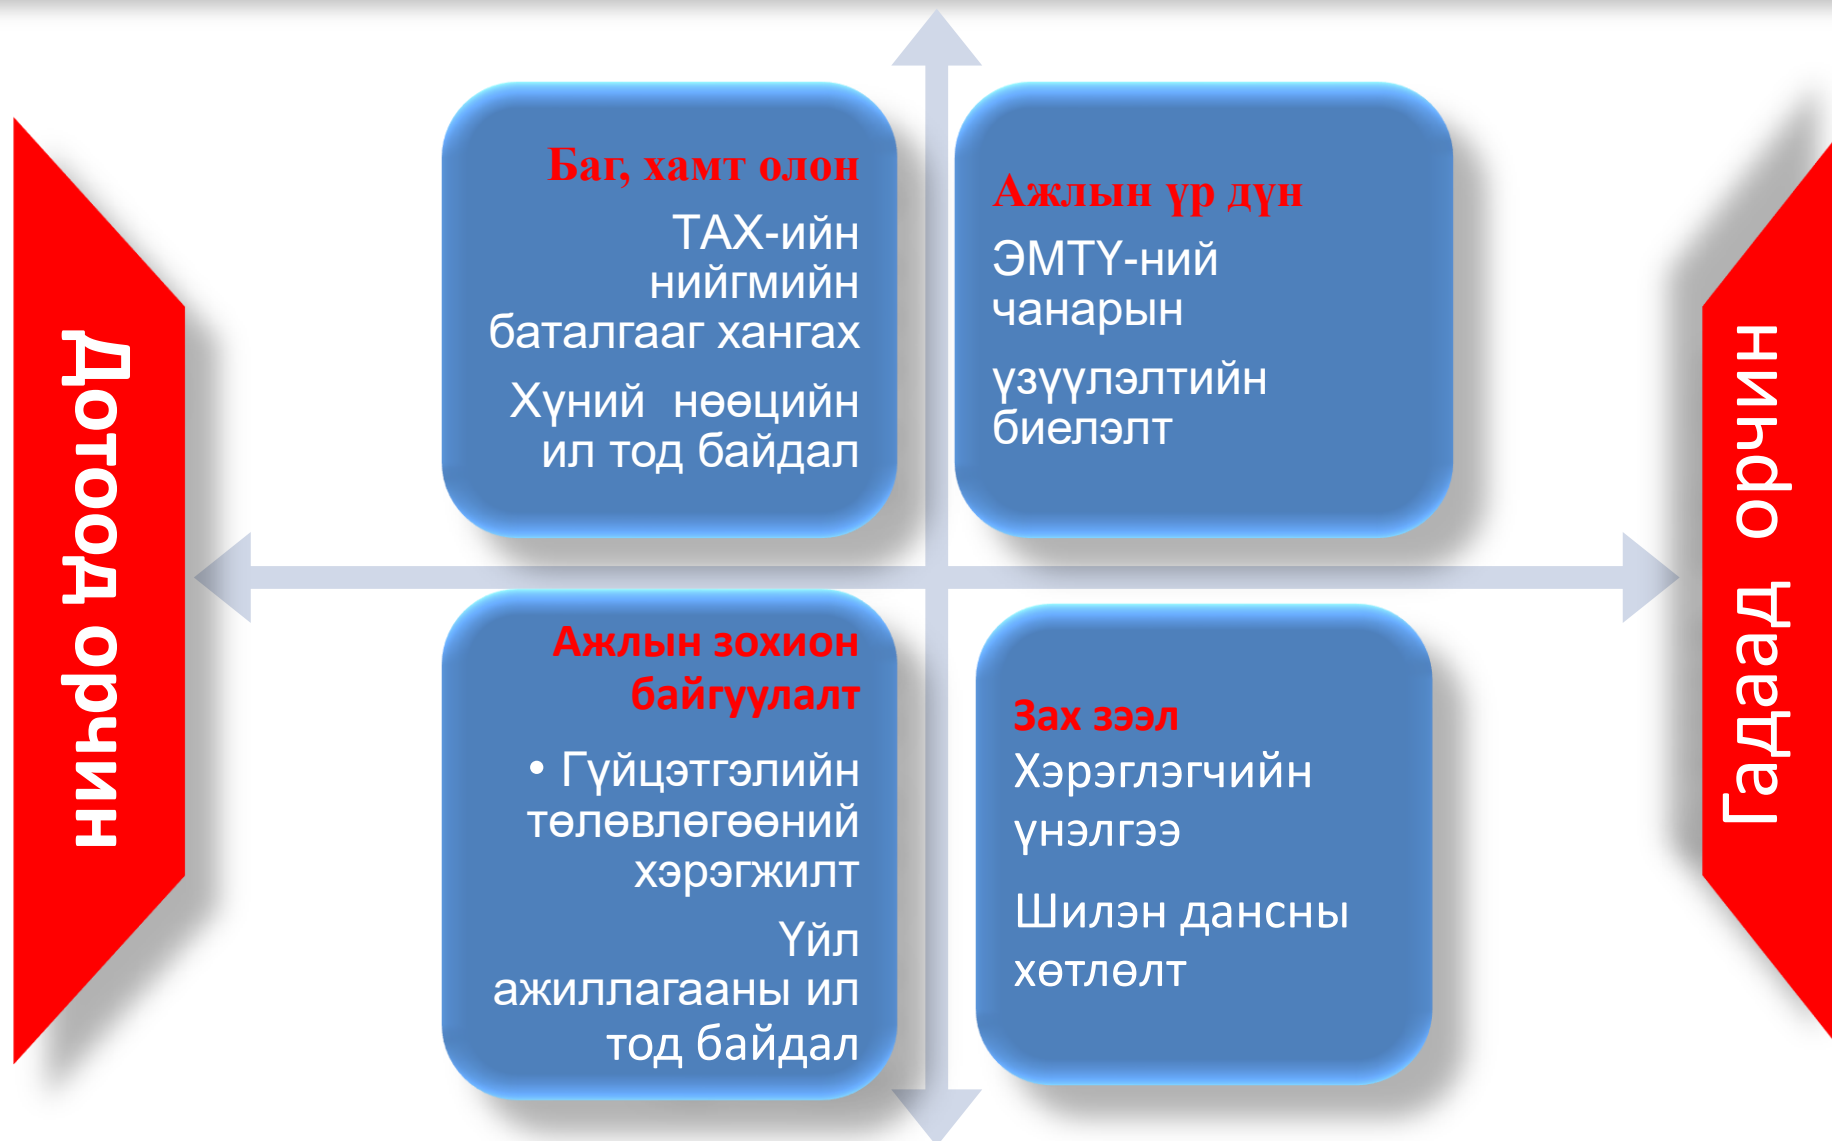 Дотоод орчин
Баг, хамт олон
ТАХ-ийн
нийгмийн
баталгааг хангах
Хүний  нөөцийн
ил тод байдал
Ажлын үр дүн
ЭМТҮ-ний
чанарын
үзүүлэлтийн
биелэлт
Ажлын зохион
байгуулалт
• Гүйцэтгэлийн
төлөвлөгөөний
хэрэгжилт
Үйл
ажиллагааны ил
тод байдал
Зах зээл
Хэрэглэгчийн
үнэлгээ
Шилэн дансны
хөтлөлт
Гадаад  орчин